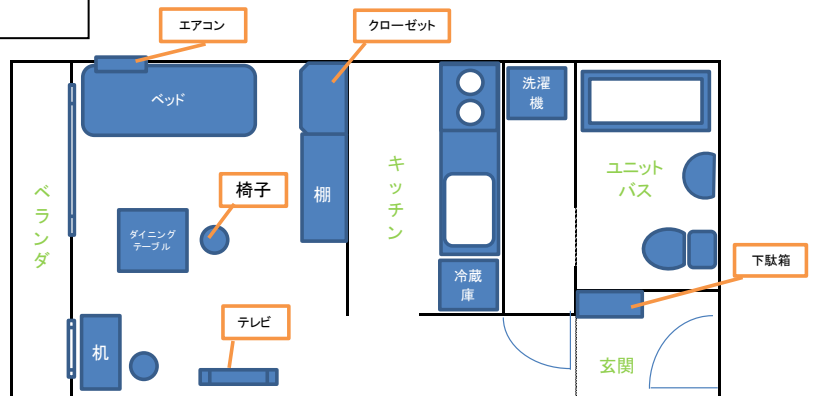 エアコン
クローゼット
ベッド
洗濯
機
キッチン
ユニット
バス
椅子
棚
ベランダ
ダイニング
テーブル
冷蔵
庫
下駄箱
テレビ
机
玄関